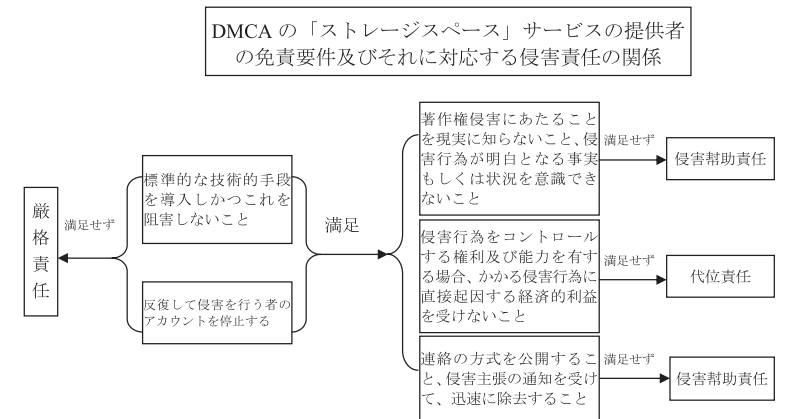 DMCA の「ストレージスペース」サービスの提供者
の免責要件及びそれに対応する侵害責任の関係
厳
格
責
任
満足せず
標準的な技術的手段
を導入しかつこれを
阻害しないこと
反復して侵害を行う者の
アカウントを停止する
満足
著作権侵害にあたること
を現実に知らないこと、侵
害行為が明白となる事実
もしくは状況を意識でき
ないこと
満足せず
侵害幇助責任
侵害行為をコントロール
する権利及び能力を有す
る場合、かかる侵害行為に
直接起因する経済的利益
を受けないこと
満足せず
代位責任
連絡の方式を公開するこ
と、侵害主張の通知を受け
て、迅速に除去すること
満足せず
侵害幇助責任